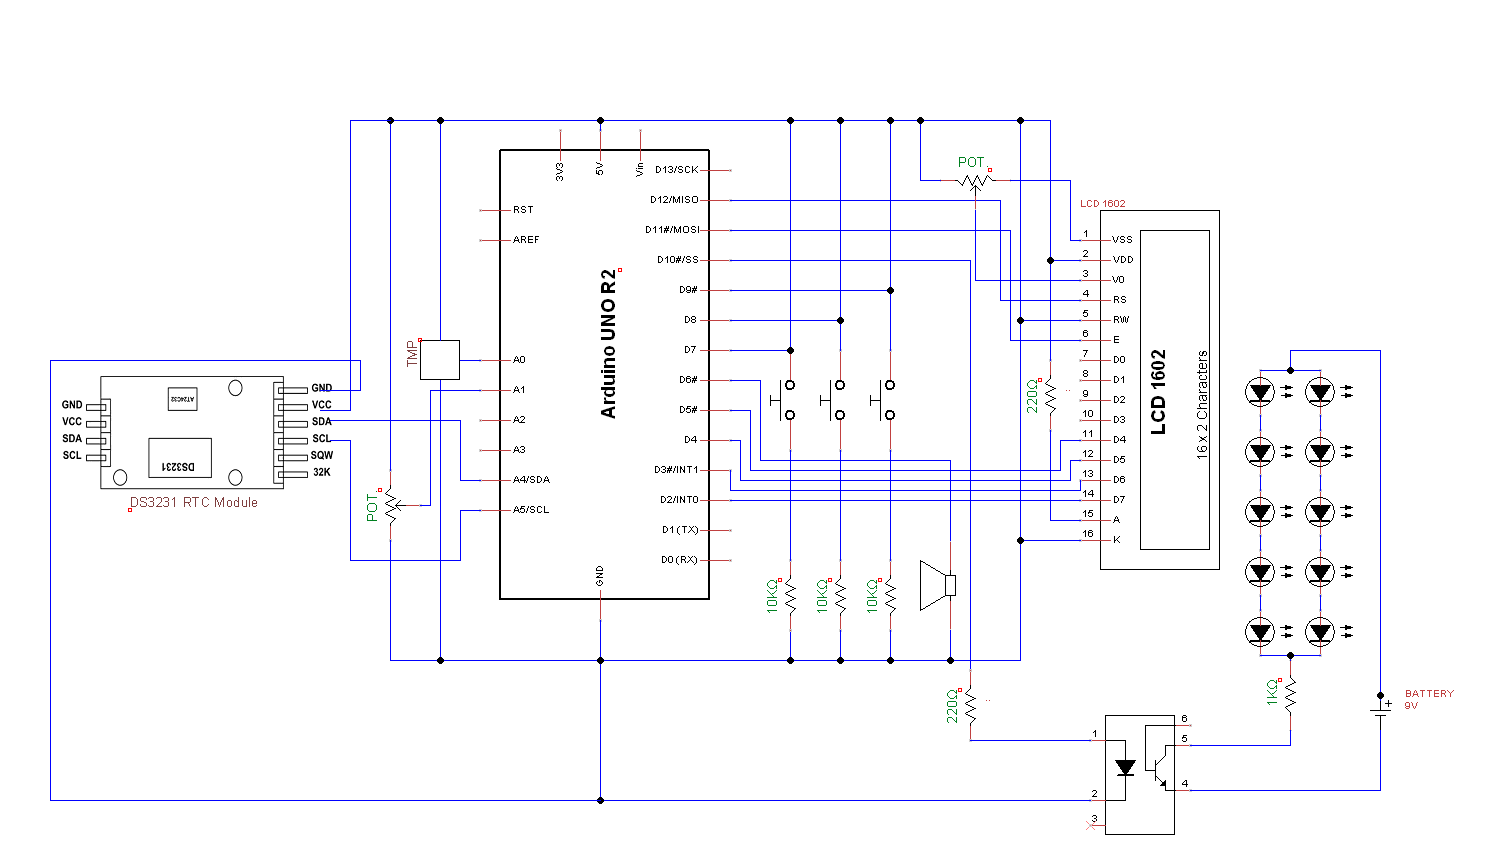 3V3
5V
Vin
D13/SCK
D12/MISO
D11#/MOSI
D10#/SS
D9#
D8
D7
D6#
D5#
D4
D3#/INT1
D2/INT0
D1(TX)
D0(RX)
RST
AREF
A0
A1
A2
A3
A4/SDA
A5/SCL
GND
Arduino UNO R2
TMP
POT
GND
VCC
SDA
SCL
GND
VCC
SDA
SCL
SQW
32K
AT24C32
DS3231
DS3231 RTC Module
10KΩ
10KΩ
10KΩ
POT
220Ω
220Ω
LCD 1602
1 VSS
2 VDD
3 V0
4 RS
5 RW
6 E
7 D0
8 D1
9 D2
10 D3
11 D4
12 D5
13 D6
14 D7
15 A
16 K
LCD 1602
16 x 2 Characters
1KΩ
BATTERY
9V
+
1
2
3
6
5
4